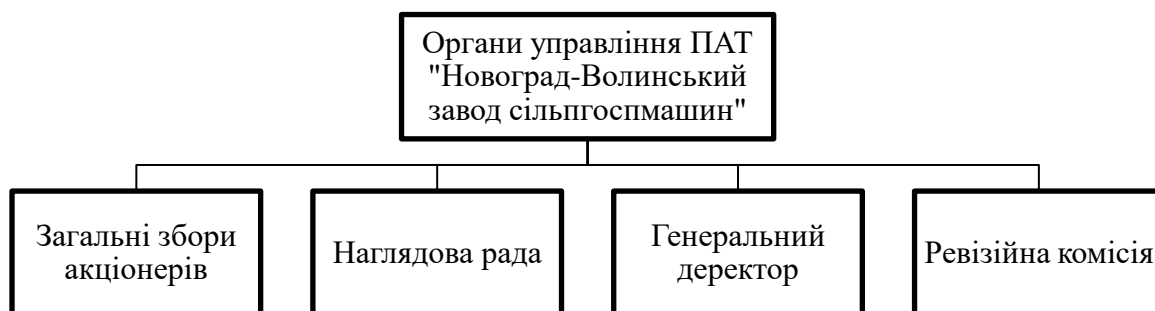 Органи управління ПАТ
"Новоград-Волинський
завод сільпгоспмашин"
Загальні збори
акціонерів
Наглядова рада
Генеральний
деректор
Ревізійна комісія